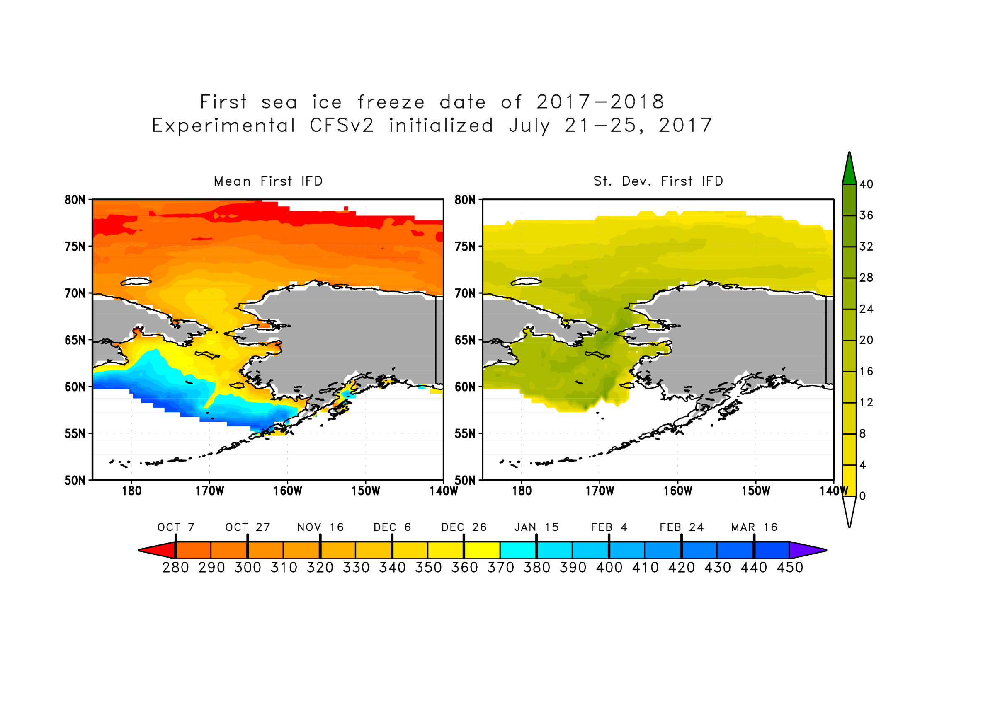 First sea ice freeze date of 2017-2018
Experimental CFSv2 initialized July 21-25, 2017
Mean First IFD
St. Dev. First IFD
80N
75N
70N
65N
60N
55N
50N
180
170W
160W
150W
140W
80N
75N
70N
65N
60N
55N
50N
180
170W
160W
150W
140W
40
36
32
28
24
20
16
12
8
4
0
OCT 7 OCT 27 NOV 16 DEC 6 DEC 26 JAN 15 FEB 4 FEB 24 MAR 16
280 290 300 310 320 330 340 350 360 370 380 390 400 410 420 430 440 450